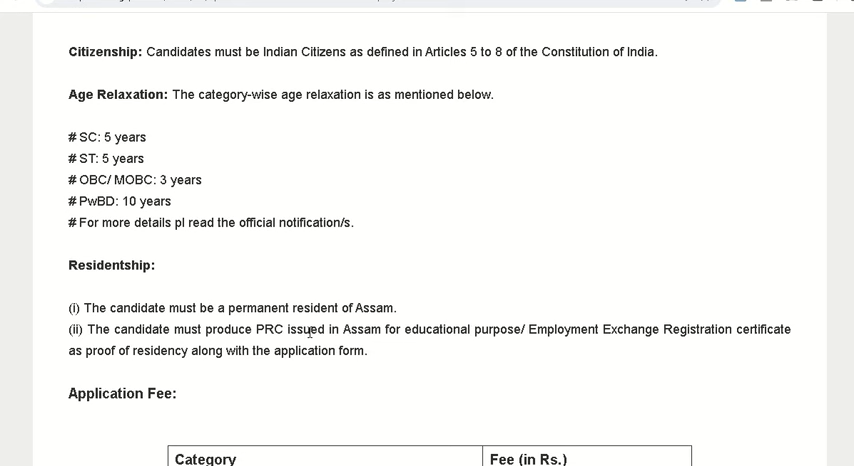 Citizenship: Candidates must be Indian Citizens as defined in Articles 5 to 8 of the Constitution of India.
Age Relaxation: The category-wise age relaxation is as mentioned below.
# SC: 5 years
# ST: 5 years
# OBC/ MOBC: 3 years
# PwBD: 10 years
# For more details pl read the official notification/s.
Residentship:
(i) The candidate must be a permanent resident of Assam.
(ii) The candidate must produce PRC issued in Assam for educational purpose/ Employment Exchange Registration certificate
as proof of residency along with the application form.
Application Fee:
Category Fee (in Rs.)